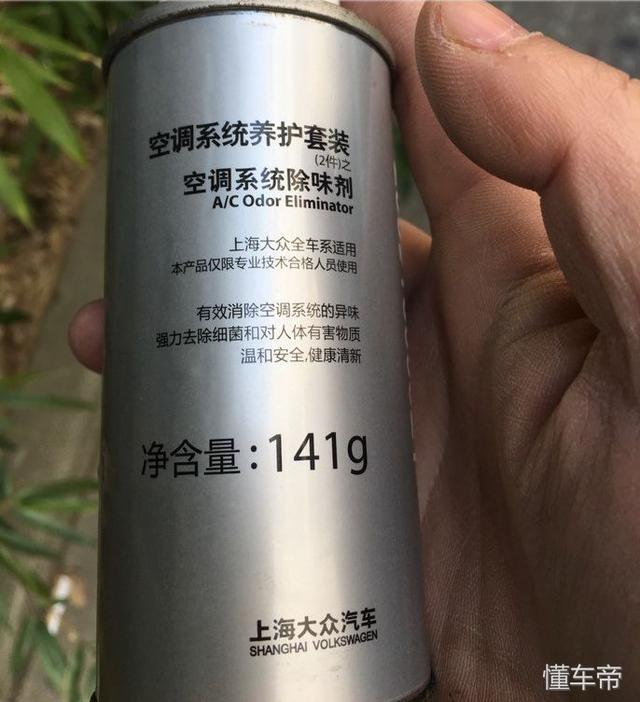 空调系统养护套装
(2件)之
空调系统除味剂
A/C Odor Eliminator
上海大众全车系适用
本产品仅限专业技术合格人员使用
有效消除空调系统的异味
强力去除细菌和对人体有害物质
温和安全,健康清新
净含量:141g
上海大众汽车
SHANGHAI VOLKSWAGEN
懂车帝